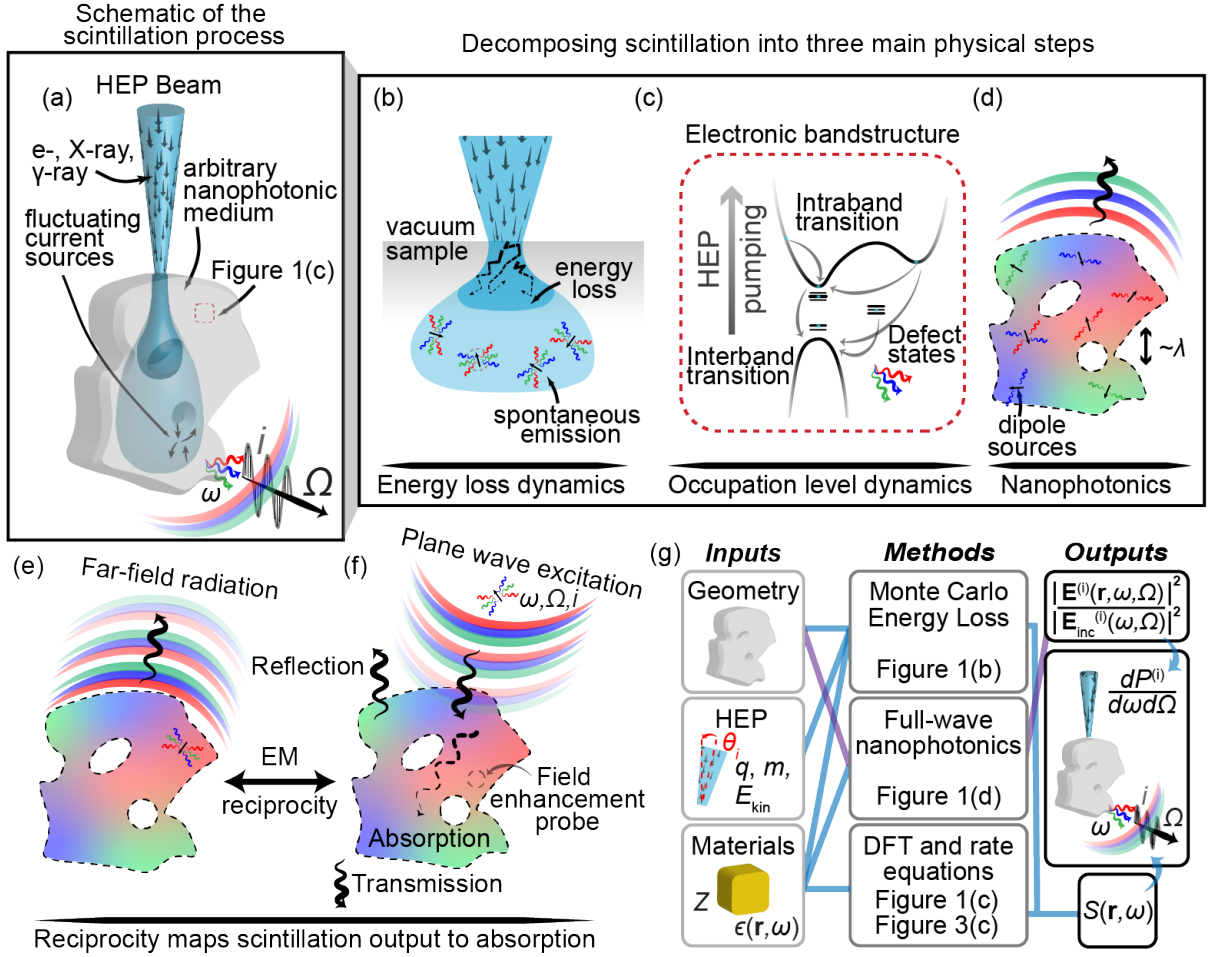 Schematic of the
scintillation process
Decomposing scintillation into three main physical steps
(a)
HEP Beam
e-, X-ray,
γ-ray
arbitrary
nanophotonic
medium
fluctuating
current
sources
Figure 1(c)
i
ω
Ω
(b)
vacuum
sample
energy
loss
spontaneous
emission
Energy loss dynamics
(c)
Electronic bandstructure
HEP
pumping
Intraband
transition
Interband
transition
Defect
states
Occupation level dynamics
(d)
~λ
dipole
sources
Nanophotonics
(e)
Far-field radiation
EM
reciprocity
(f)
Plane wave excitation
ω,Ω,i
Reflection
Field
enhancement
probe
Absorption
Transmission
Reciprocity maps scintillation output to absorption
(g)
Inputs
Methods
Outputs
Geometry
HEP
θi
q, m,
Ekin
Materials
Z
ϵ(r,ω)
Monte Carlo
Energy Loss
Figure 1(b)
Full-wave
nanophotonics
Figure 1(d)
DFT and rate
equations
Figure 1(c)
Figure 3(c)
|E(i)(r,ω,Ω)|2
|Einc(i)(ω,Ω)|2
dP(i)
dωdΩ
i
ω
Ω
S(r,ω)